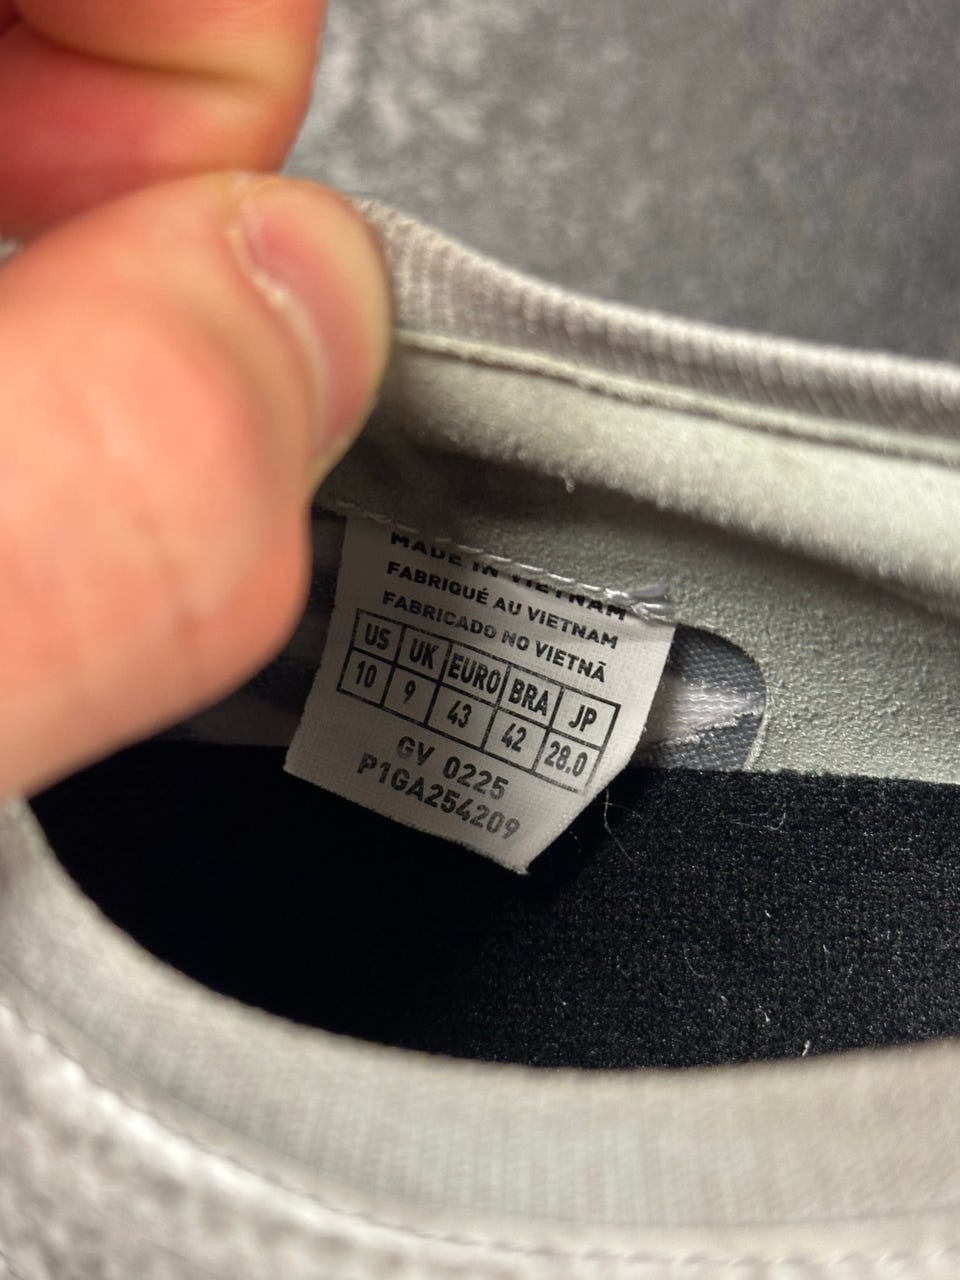 MADE IN VIETNAM
FABRIQUÉ AU VIETNAM
FABRICADO NO VIETNÃ
US UK EURO BRA JP
10 9 43 42 28.0
GV 0225
P1GA254209